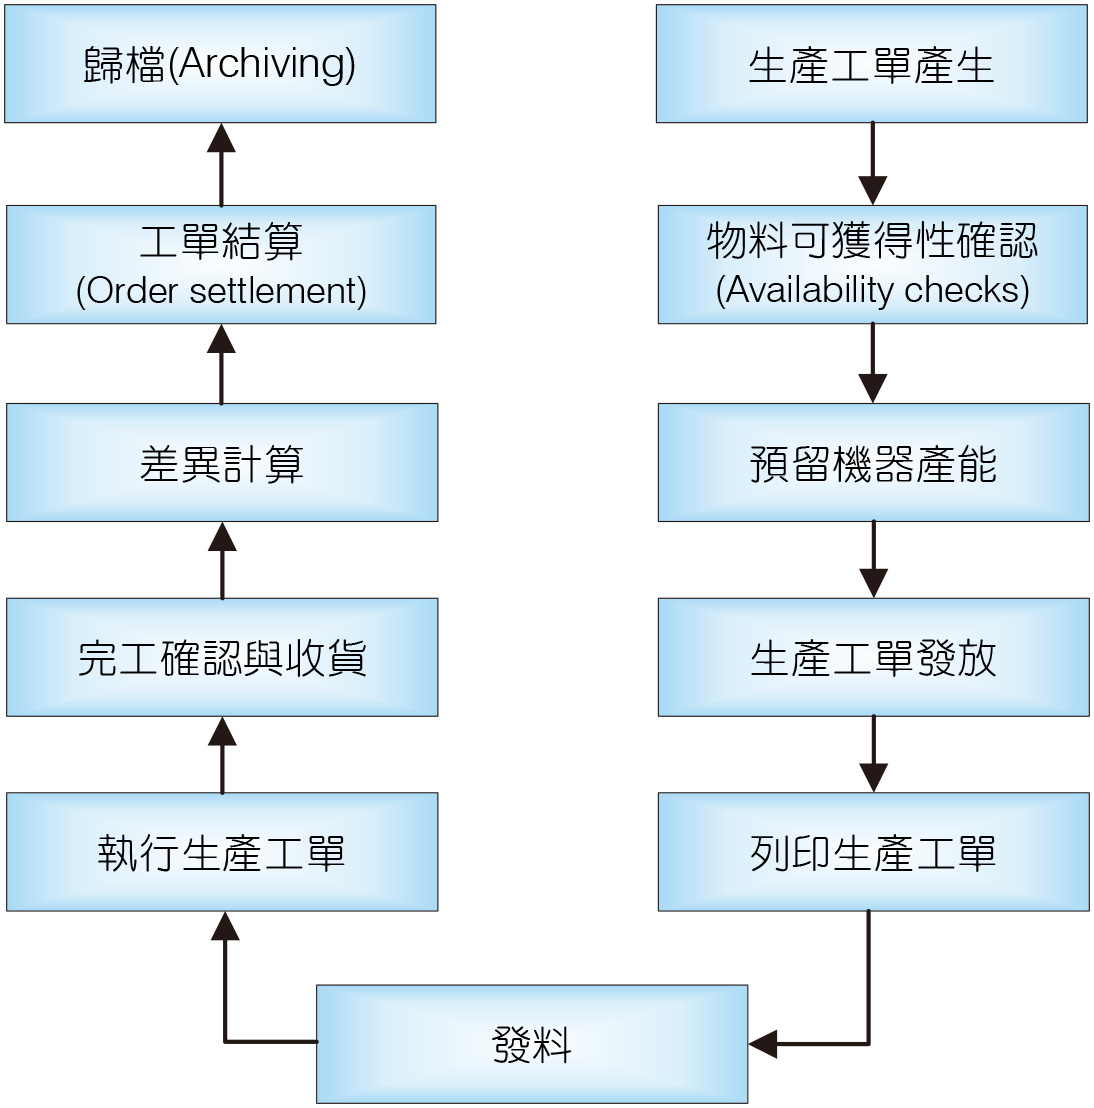 生產工單產生
物料可獲得性確認
(Availability checks)
預留機器產能
生產工單發放
列印生產工單
發料
執行生產工單
完工確認與收貨
差異計算
工單結算
(Order settlement)
歸檔(Archiving)